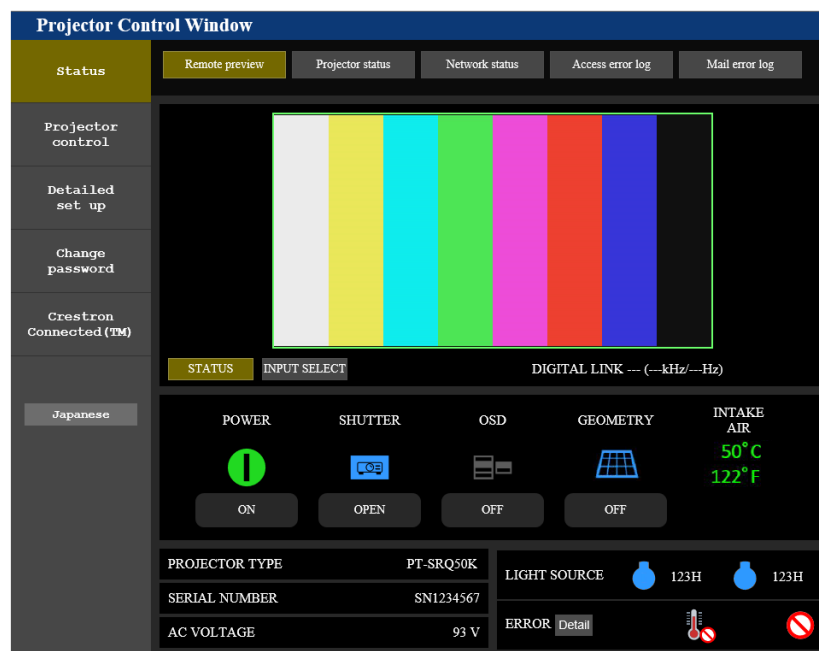 Projector Control Window
Status
Remote preview
Projector status
Network status
Access error log
Mail error log
Projector
control
Detailed
set up
Change
password
Crestron
Connected(TM)
Japanese
STATUS
INPUT SELECT
DIGITAL LINK --- (---kHz/---Hz)
POWER
SHUTTER
OSD
GEOMETRY
INTAKE
AIR
50°C
122°F
ON
OPEN
OFF
OFF
PROJECTOR TYPE PT-SRQ50K
SERIAL NUMBER SN1234567
AC VOLTAGE 93 V
LIGHT SOURCE 123H 123H
ERROR Detail